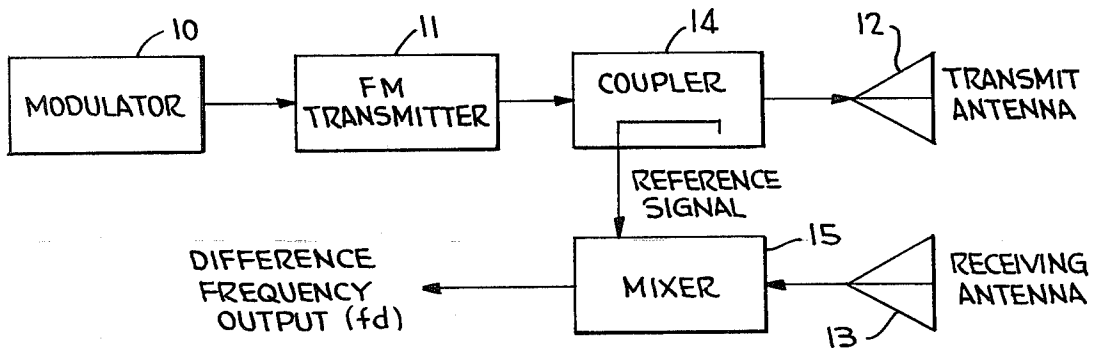 10
11
14
12
MODULATOR
FM
TRANSMITTER
COUPLER
TRANSMIT
ANTENNA
REFERENCE
SIGNAL
DIFFERENCE
FREQUENCY
OUTPUT (fd)
MIXER
15
RECEIVING
ANTENNA
13